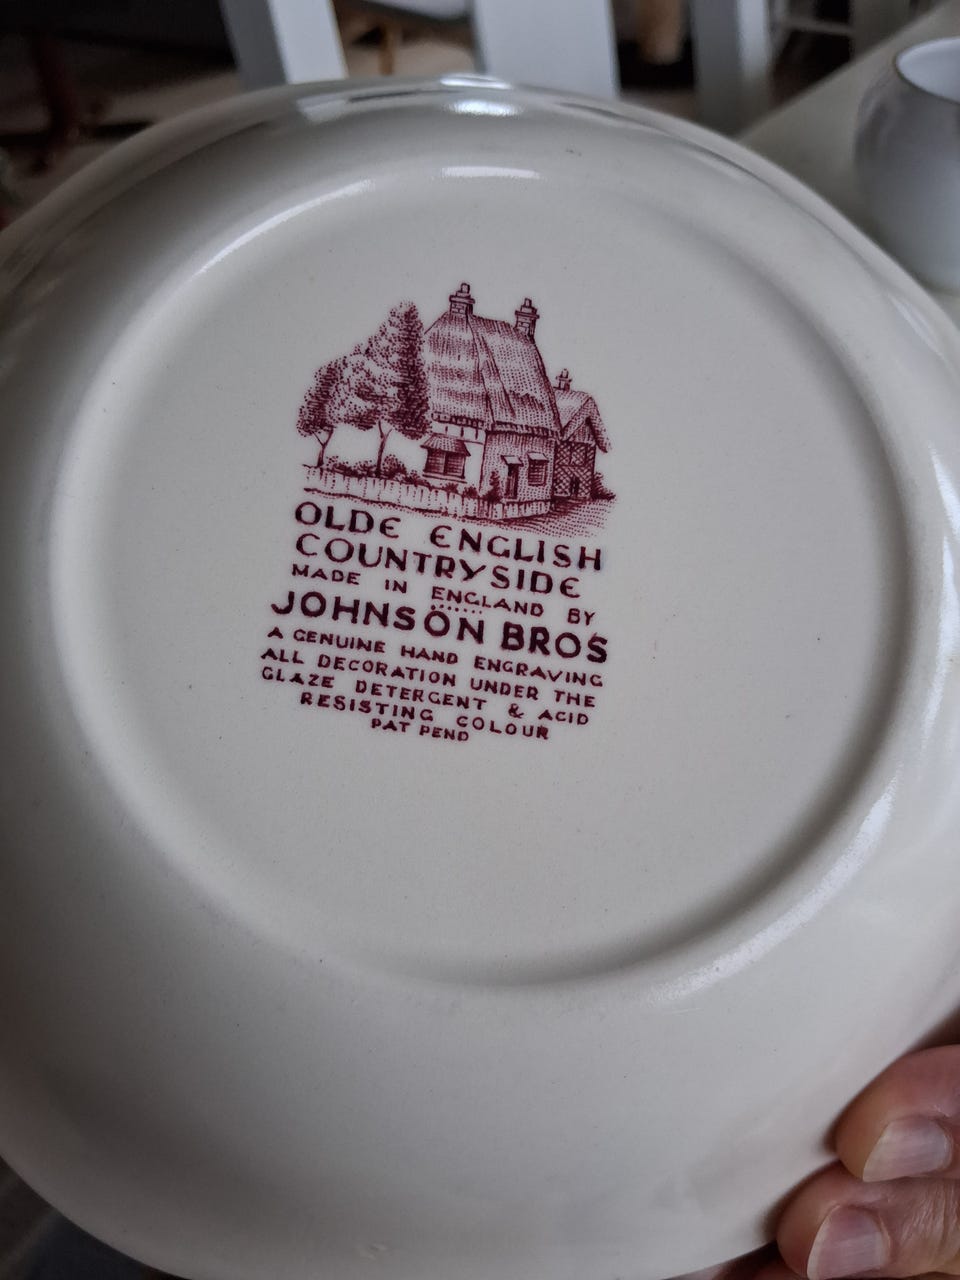 OLDE ENGLISH
COUNTRYSIDE
MADE IN ENGLAND BY
JOHNSON BROS
A GENUINE HAND ENGRAVING
ALL DECORATION UNDER THE
GLAZE DETERGENT & ACID
RESISTING COLOUR
PAT PEND